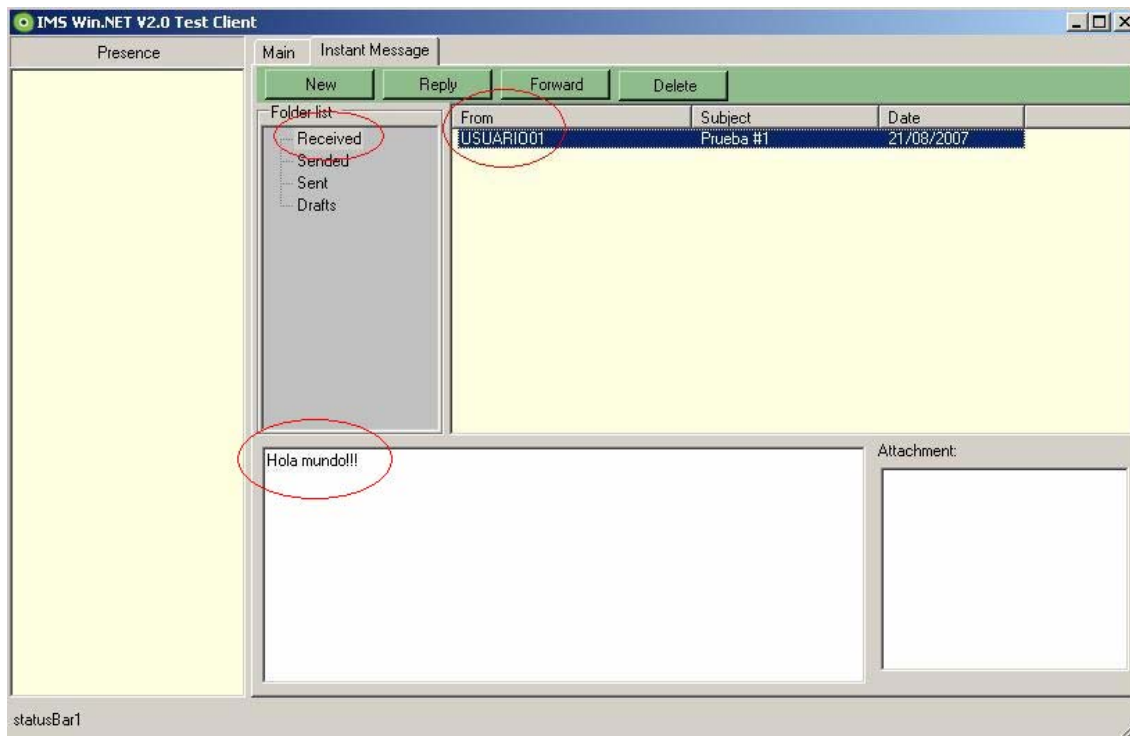 IMS Win.NET V2.0 Test Client
Presence
Main Instant Message
New Reply Forward Delete
Folder list
Received
Sended
Sent
Drafts
From Subject Date
USUARIO01 Prueba #1 21/08/2007
Hola mundo!!!
Attachment:
statusBar1